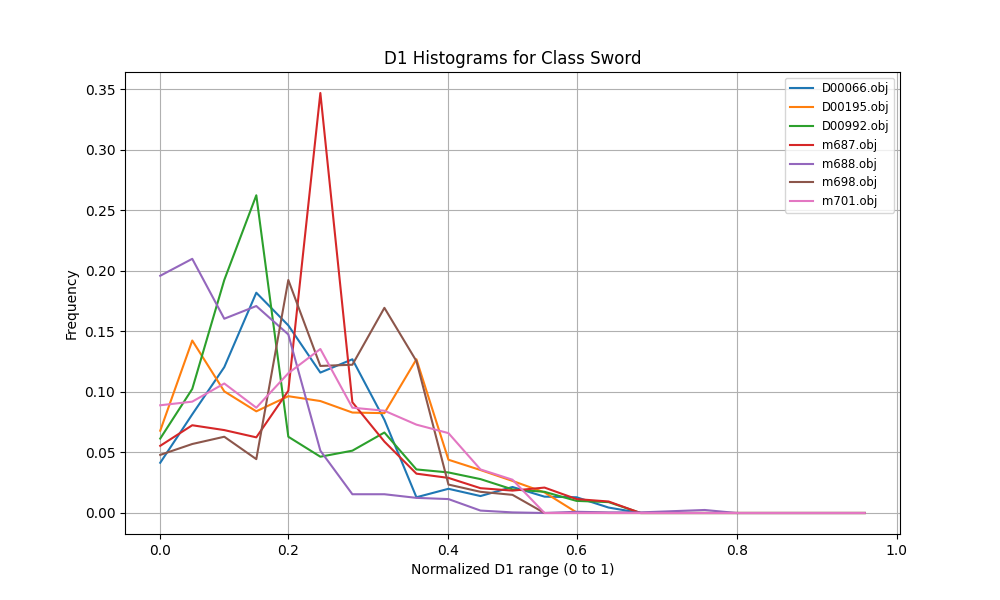 D1 Histograms for Class Sword
0.35
0.30
0.25
0.20
0.15
0.10
0.05
0.00
Frequency
0.0 0.2 0.4 0.6 0.8 1.0
Normalized D1 range (0 to 1)
D00066.obj
D00195.obj
D00992.obj
m687.obj
m688.obj
m698.obj
m701.obj